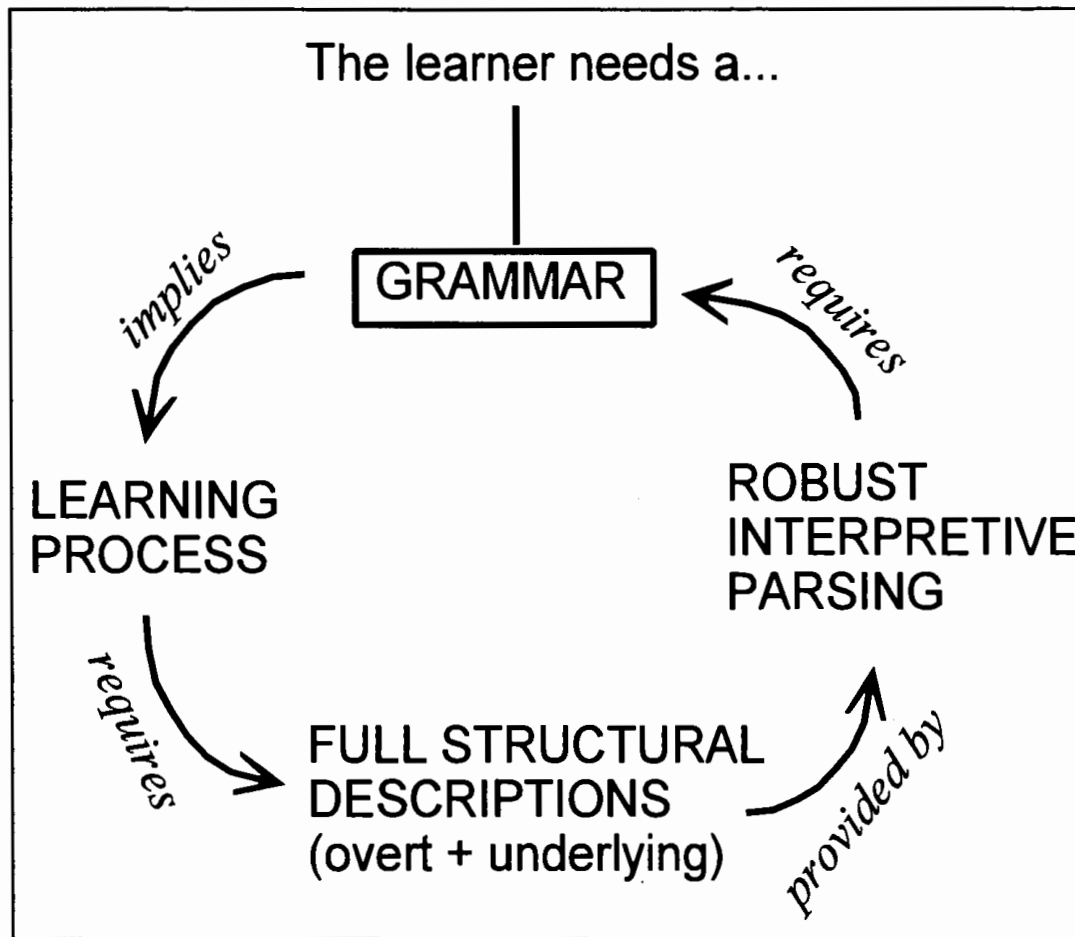 The learner needs a...
GRAMMAR
implies
LEARNING
PROCESS
requires
FULL STRUCTURAL
DESCRIPTIONS
(overt + underlying)
provided by
ROBUST
INTERPRETIVE
PARSING
requires